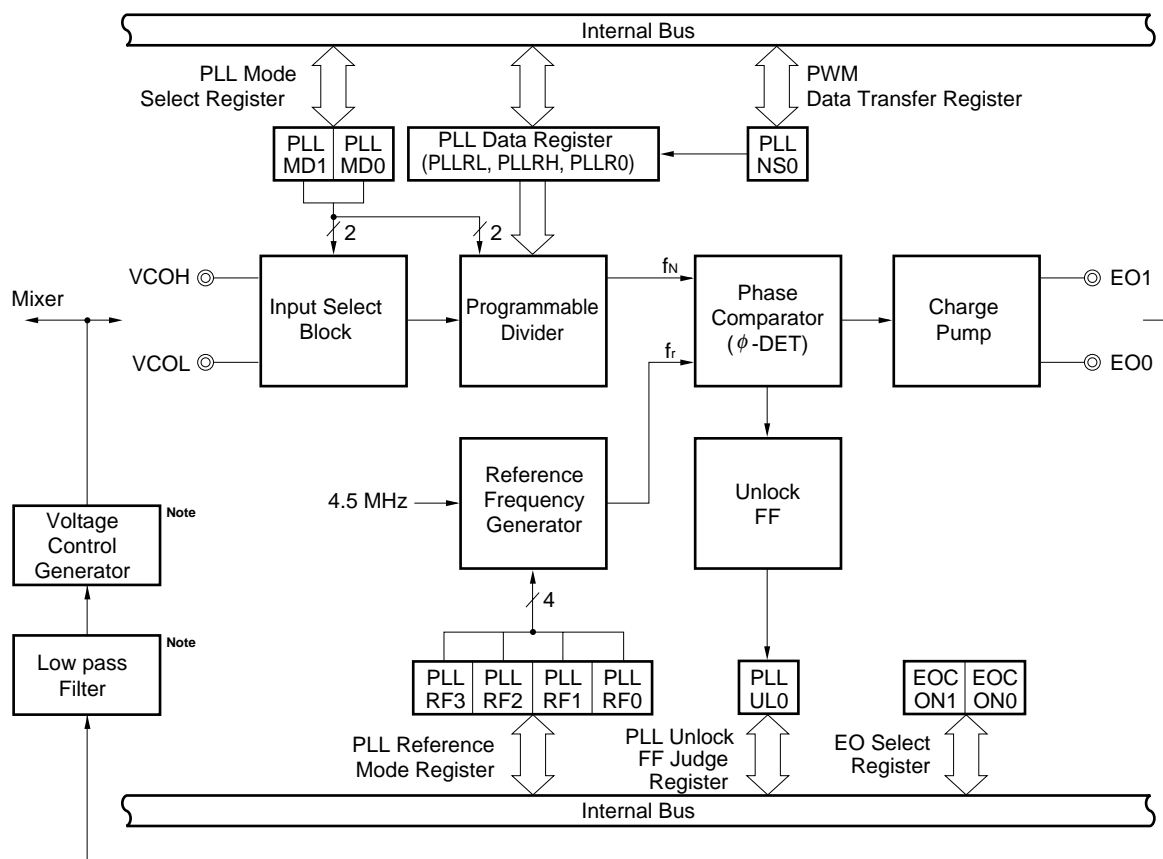 Internal Bus
PLL Mode
Select Register
PWM
Data Transfer Register
PLL
MD1
PLL
MD0
PLL Data Register
(PLLRL, PLLRH, PLLR0)
PLL
NS0
2
2
VCOH
VCOL
Mixer
Input Select
Block
Programmable
Divider
fN
fr
Phase
Comparator
(ϕ-DET)
Charge
Pump
EO1
EO0
4.5 MHz
Reference
Frequency
Generator
Unlock
FF
Voltage
Control
Generator
Note
Low pass
Filter
Note
4
PLL
RF3
PLL
RF2
PLL
RF1
PLL
RF0
PLL
UL0
EOC
ON1
EOC
ON0
PLL Reference
Mode Register
PLL Unlock
FF Judge
Register
EO Select
Register
Internal Bus